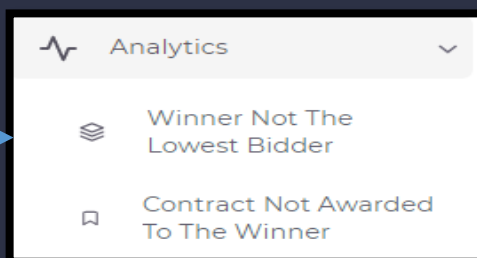 Analytics
Winner Not The
Lowest Bidder
Contract Not Awarded
To The Winner